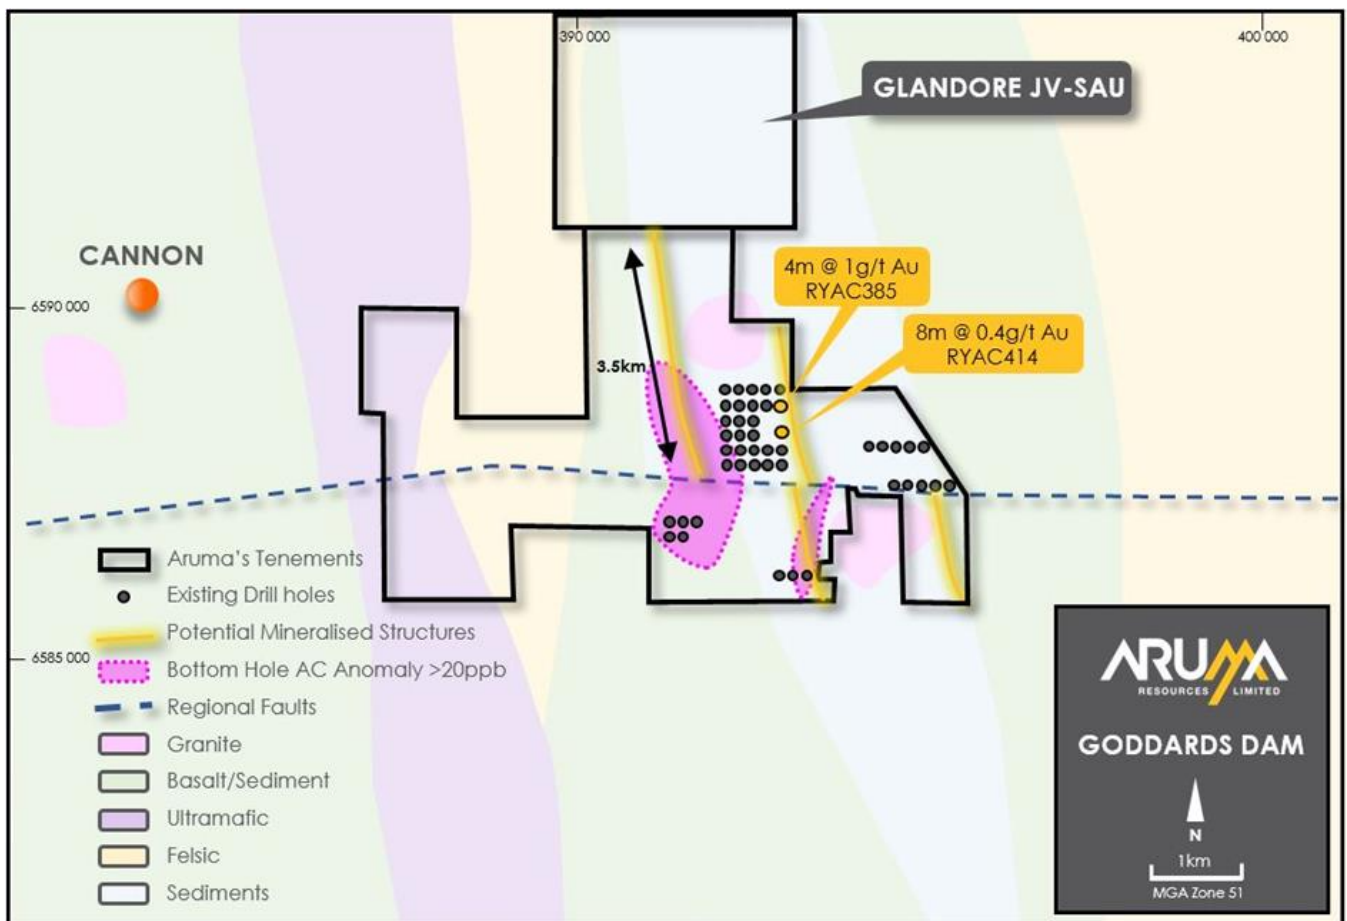 390 000
400 000
GLANDORE JV-SAU
CANNON
4m @ 1g/t Au
RYAC385
6590 000
8m @ 0.4g/t Au
RYAC414
3.5km
Aruma's Tenements
Existing Drill holes
Potential Mineralised Structures
6585 000
Bottom Hole AC Anomaly >20ppb
Regional Faults
Granite
Basalt/Sediment
Ultramafic
Felsic
Sediments
ARUMA
RESOURCES LIMITED
GODDARDS DAM
N
1km
MGA Zone 51